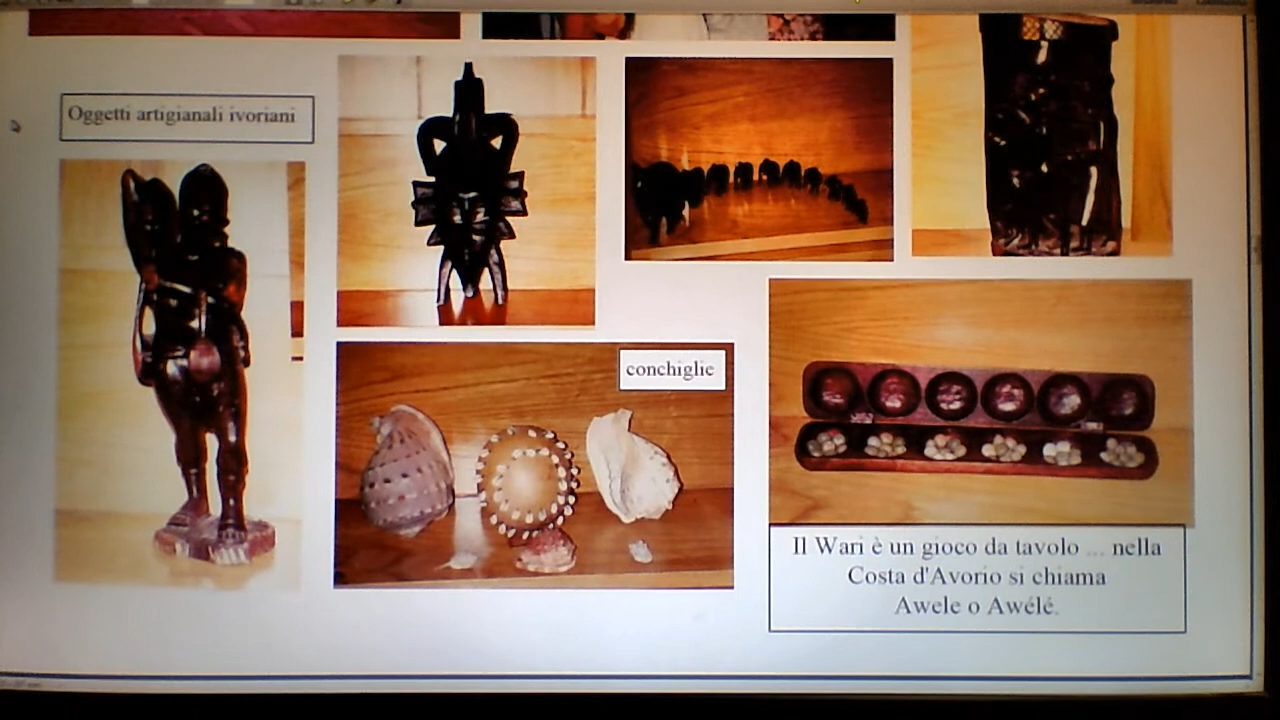 Oggetti artigianali ivoriani
conchiglie
Il Wari è un gioco da tavolo ... nella
Costa d'Avorio si chiama
Awele o Awélé.